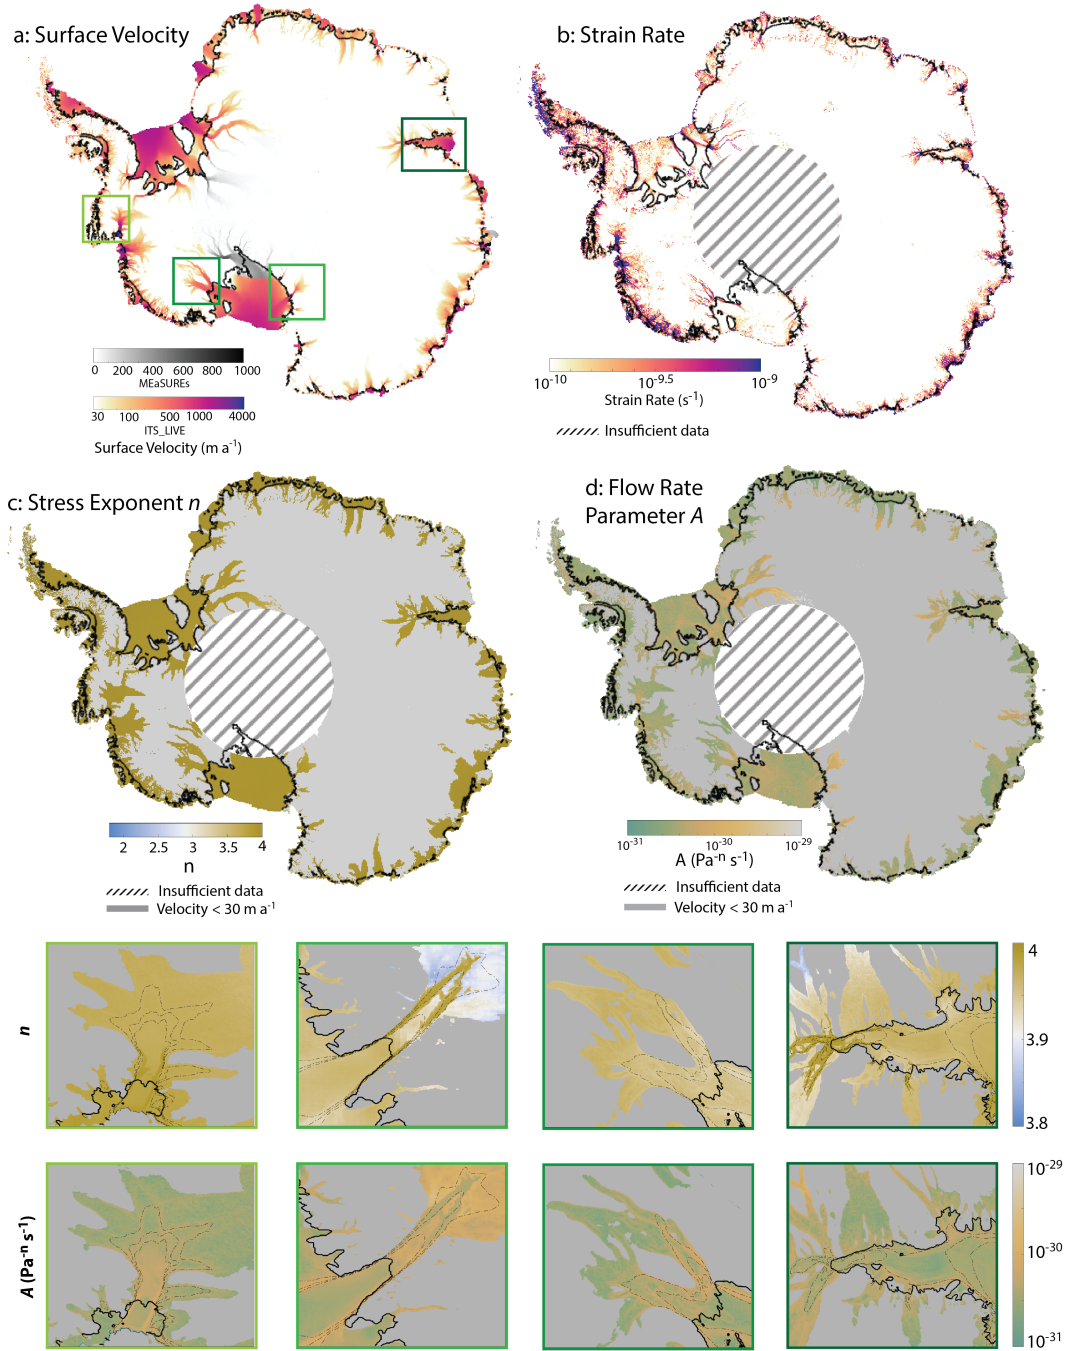 a: Surface Velocity
b: Strain Rate
0 200 400 600 800 1000
MEaSUREs
30 100 500 1000 4000
ITS_LIVE
Surface Velocity (m a⁻¹)
10⁻¹⁰ 10⁻⁹·⁵ 10⁻⁹
Strain Rate (s⁻¹)
Insufficient data
c: Stress Exponent n
d: Flow Rate
Parameter A
2 2.5 3 3.5 4
n
Insufficient data
Velocity < 30 m a⁻¹
10⁻³¹ 10⁻³⁰ 10⁻²⁹
A (Pa⁻ⁿ s⁻¹)
Insufficient data
Velocity < 30 m a⁻¹
n
4
3.9
3.8
A (Pa⁻ⁿ s⁻¹)
10⁻²⁹
10⁻³⁰
10⁻³¹